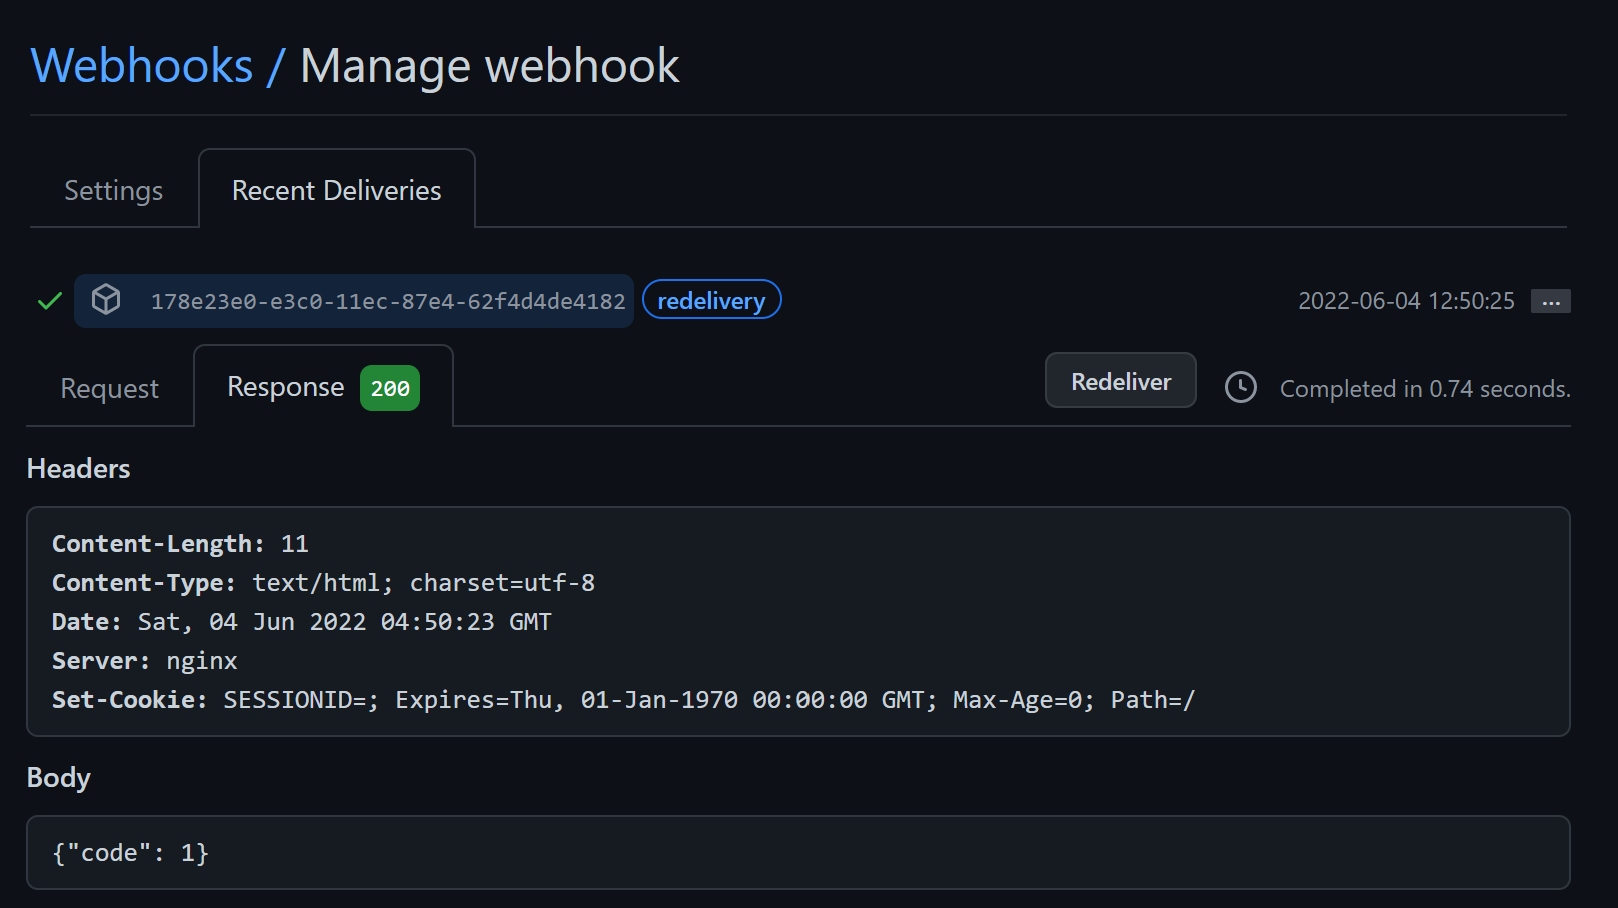 Webhooks / Manage webhook
Settings Recent Deliveries
178e23e0-e3c0-11ec-87e4-62f4d4de4182 redelivery 2022-06-04 12:50:25 ...
Request Response 200 Redeliver Completed in 0.74 seconds.
Headers
Content-Length: 11
Content-Type: text/html; charset=utf-8
Date: Sat, 04 Jun 2022 04:50:23 GMT
Server: nginx
Set-Cookie: SESSIONID=; Expires=Thu, 01-Jan-1970 00:00:00 GMT; Max-Age=0; Path=/
Body
{"code": 1}